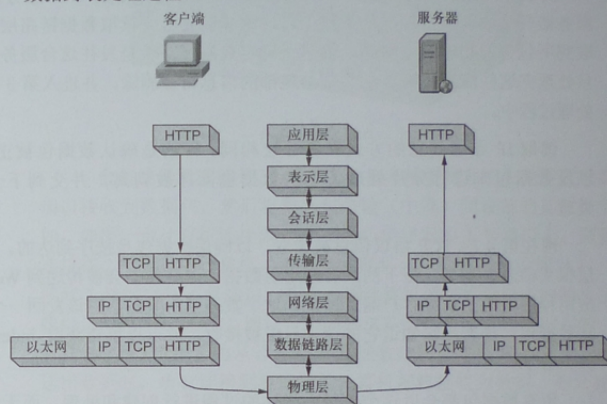 客户端 服务器
HTTP 应用层 HTTP
表示层
会话层
TCP HTTP 传输层 TCP HTTP
IP TCP HTTP 网络层 IP TCP HTTP
以太网 IP TCP HTTP 数据链路层 以太网 IP TCP HTTP
物理层